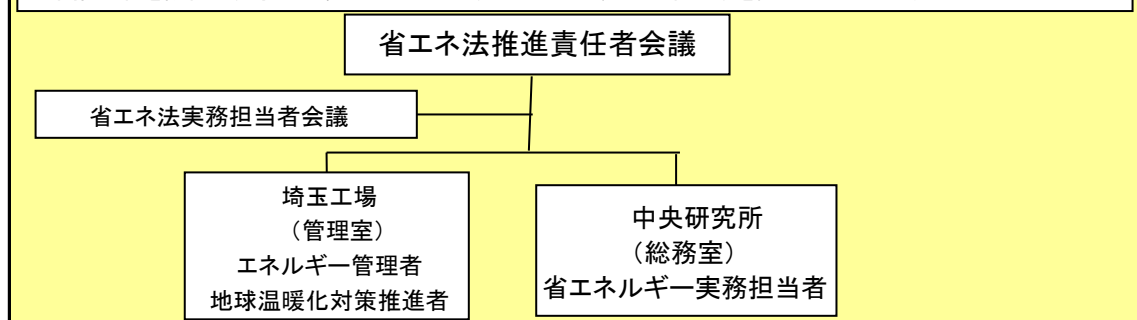 省エネ法推進責任者会議
省エネ法実務担当者会議
埼玉工場
（管理室）
エネルギー管理者
地球温暖化対策推進者
中央研究所
（総務室）
省エネルギー実務担当者